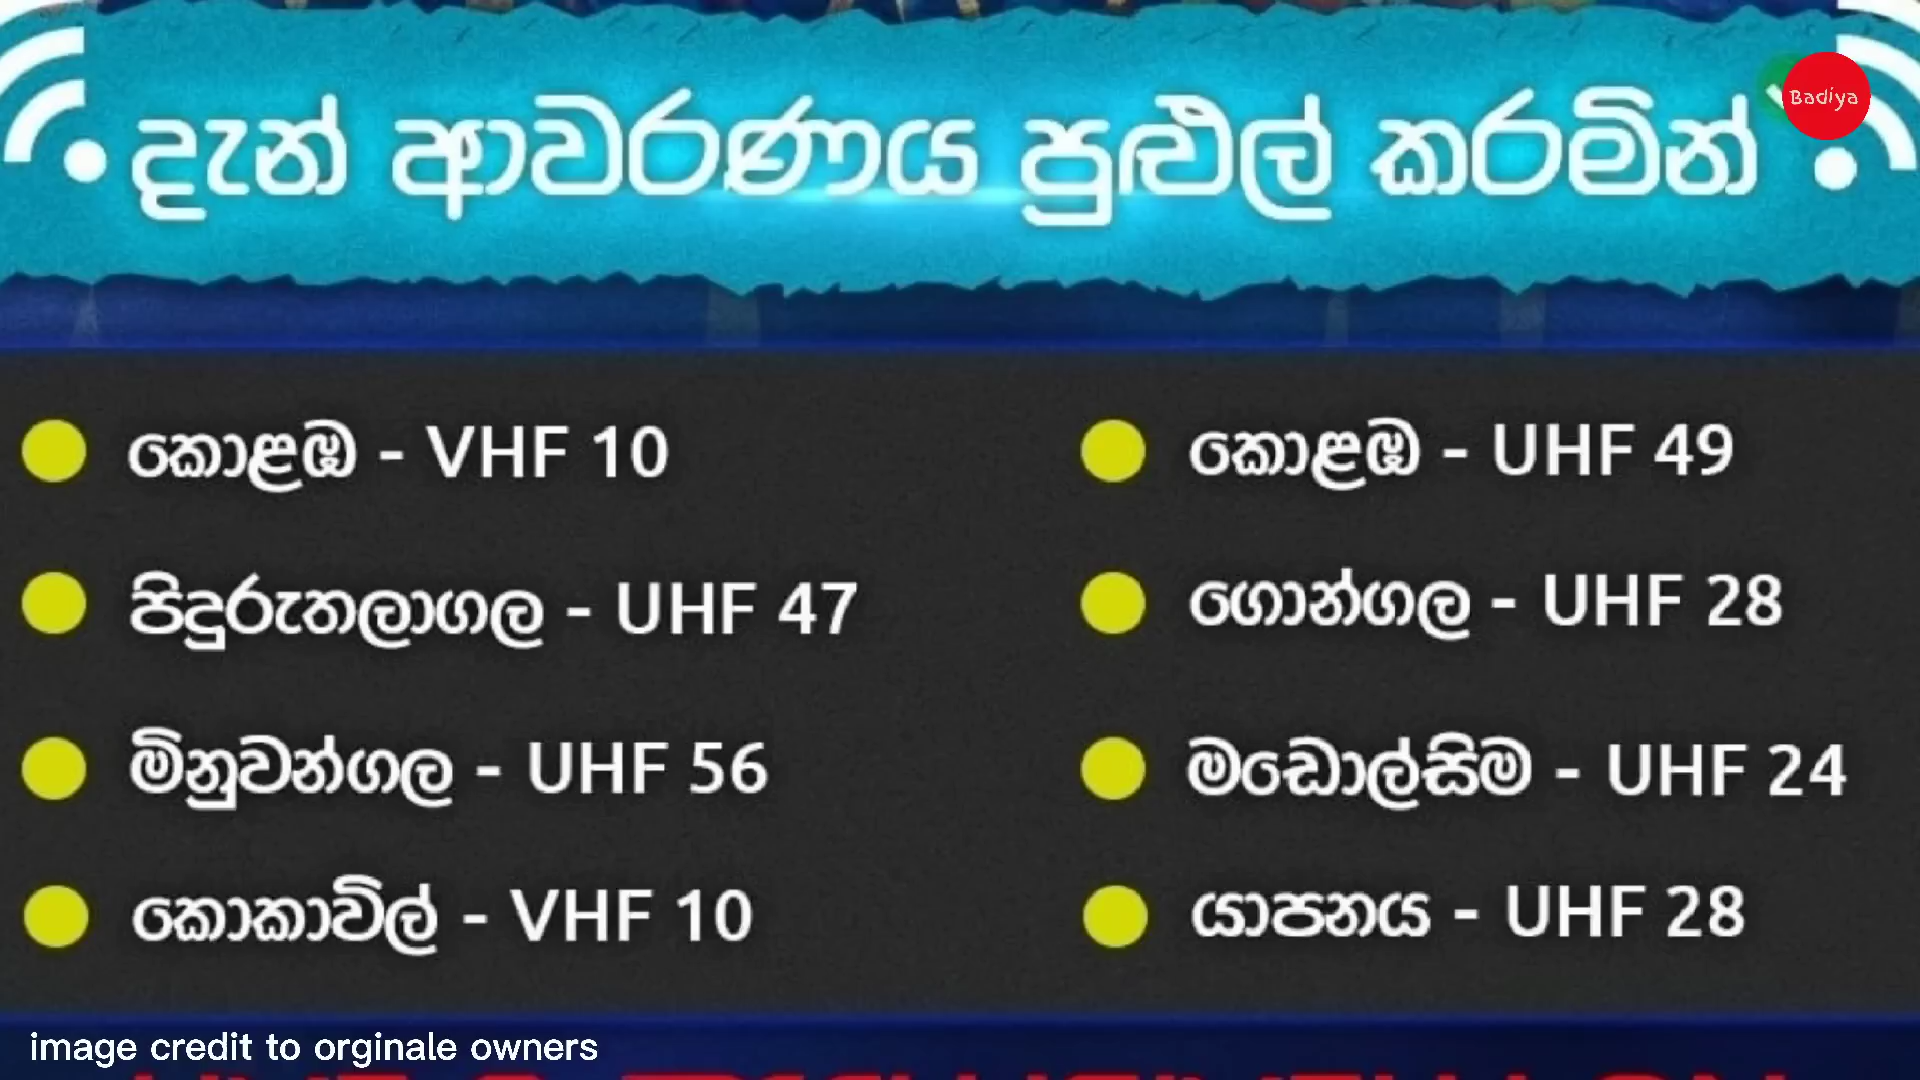 දැන් ආවරණය පුළුල් කරමින්
Badiya
කොළඹ - VHF 10
කොළඹ - UHF 49
පිදුරුතලාගල - UHF 47
ගොන්ගල - UHF 28
මිනුවන්ගල - UHF 56
මඩොල්සිම - UHF 24
කොකාවිල් - VHF 10
යාපනය - UHF 28
image credit to orginale owners